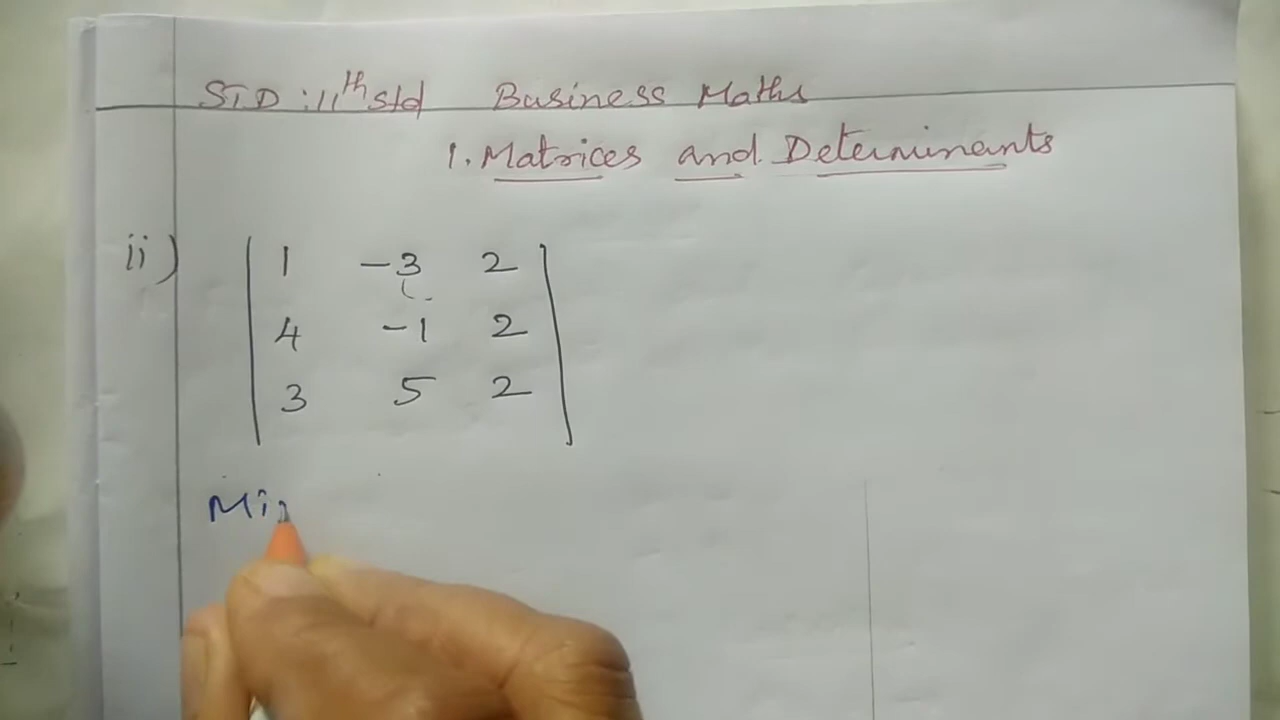 STD : 11th Std Business Maths
1. Matrices and Determinants
ii) | 1 -3 2 |
4 -1 2
3 5 2
Min